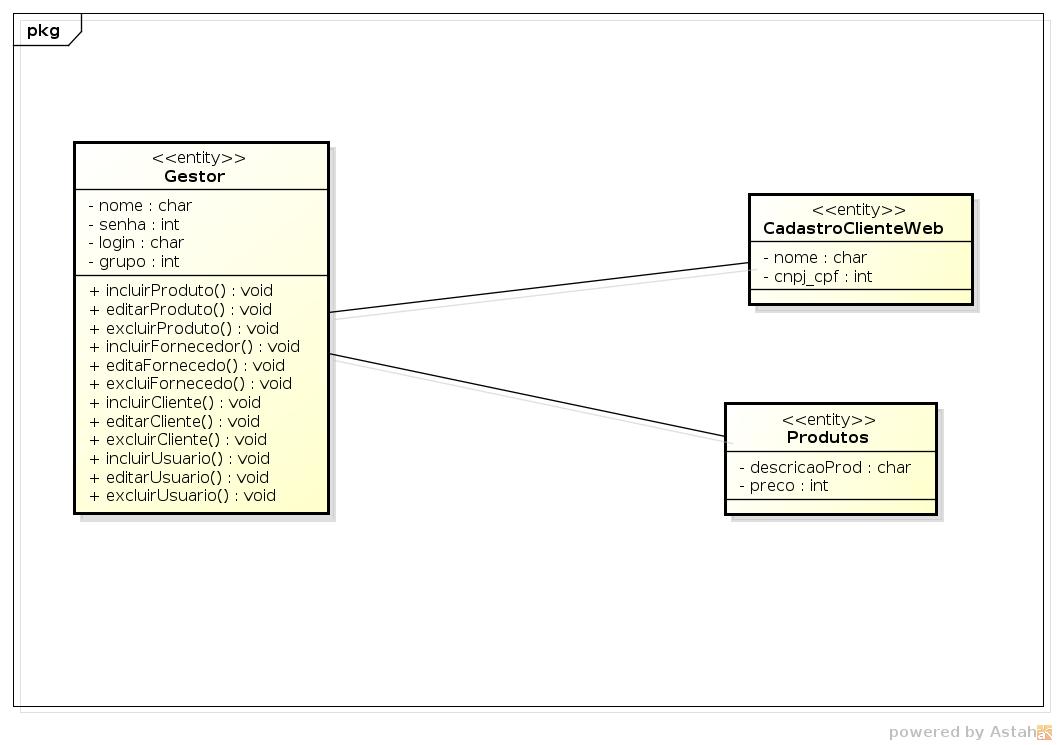 pkg
<<entity>>
Gestor
- nome : char
- senha : int
- login : char
- grupo : int
+ incluirProduto() : void
+ editarProduto() : void
+ excluirProduto() : void
+ incluirFornecedor() : void
+ editaFornecedo() : void
+ excluiFornecedo() : void
+ incluirCliente() : void
+ editarCliente() : void
+ excluirCliente() : void
+ incluirUsuario() : void
+ editarUsuario() : void
+ excluirUsuario() : void
<<entity>>
CadastroClienteWeb
- nome : char
- cnpj_cpf : int
<<entity>>
Produtos
- descricaoProd : char
- preco : int
powered by Astah